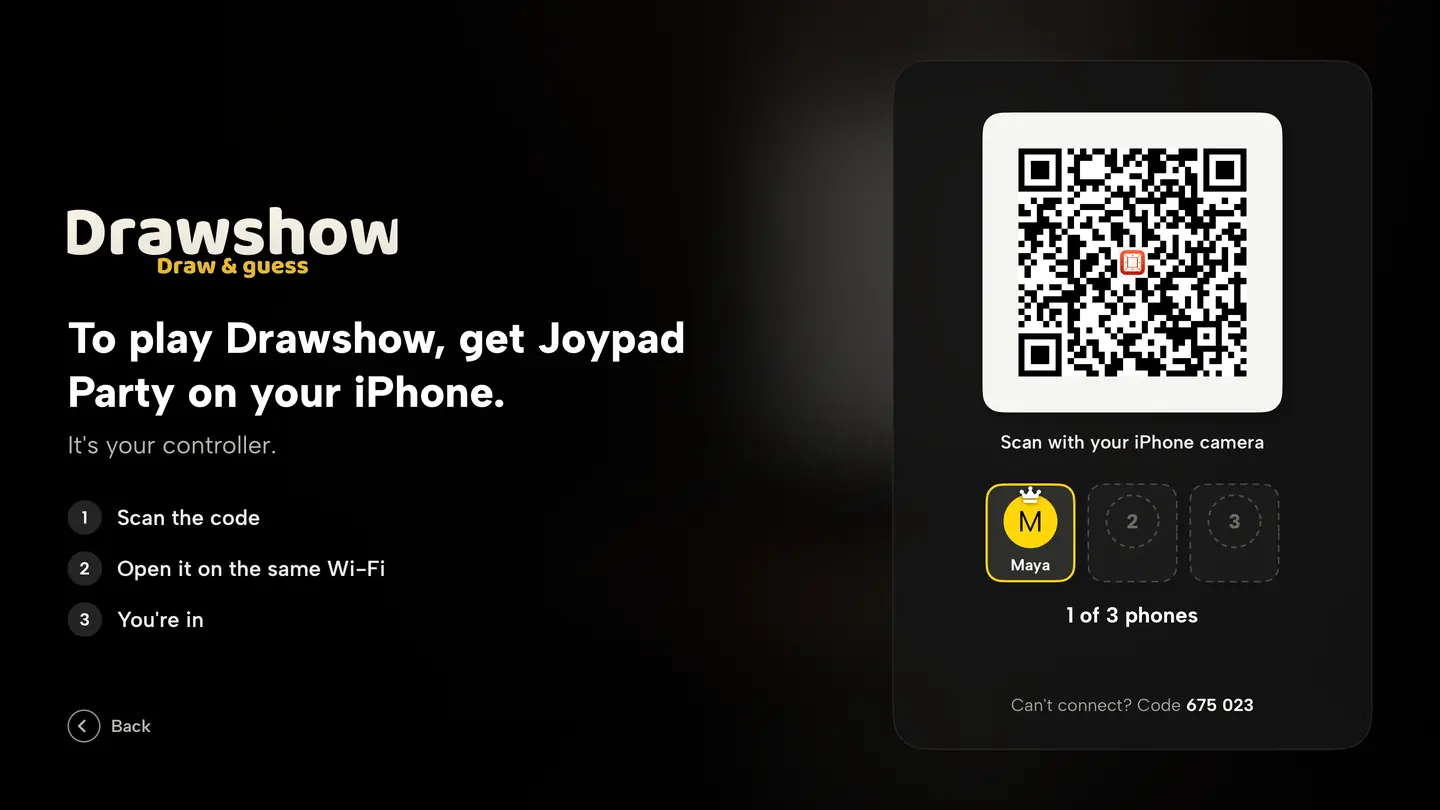 Drawshow
Draw & guess
To play Drawshow, get Joypad
Party on your iPhone.
It's your controller.
1 Scan the code
2 Open it on the same Wi-Fi
3 You're in
Back
Scan with your iPhone camera
M 2 3
Maya
1 of 3 phones
Can't connect? Code 675 023